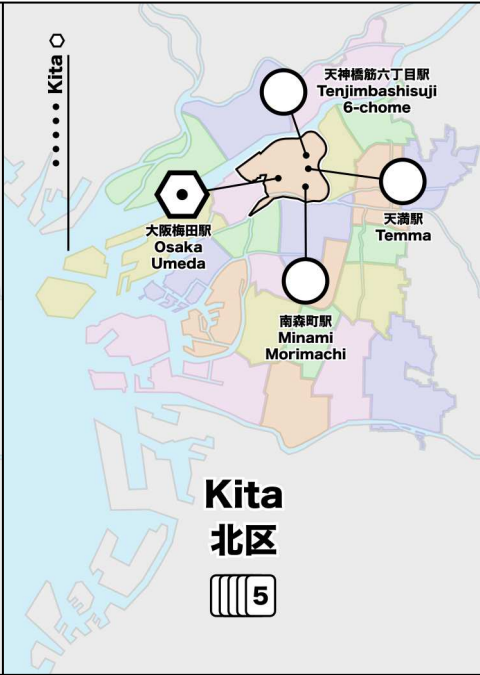 Kita
天神橋筋六丁目駅
Tenjimbashisuji
6-chome
大阪梅田駅
Osaka
Umeda
天満駅
Temma
南森町駅
Minami
Morimachi
Kita
北区
5